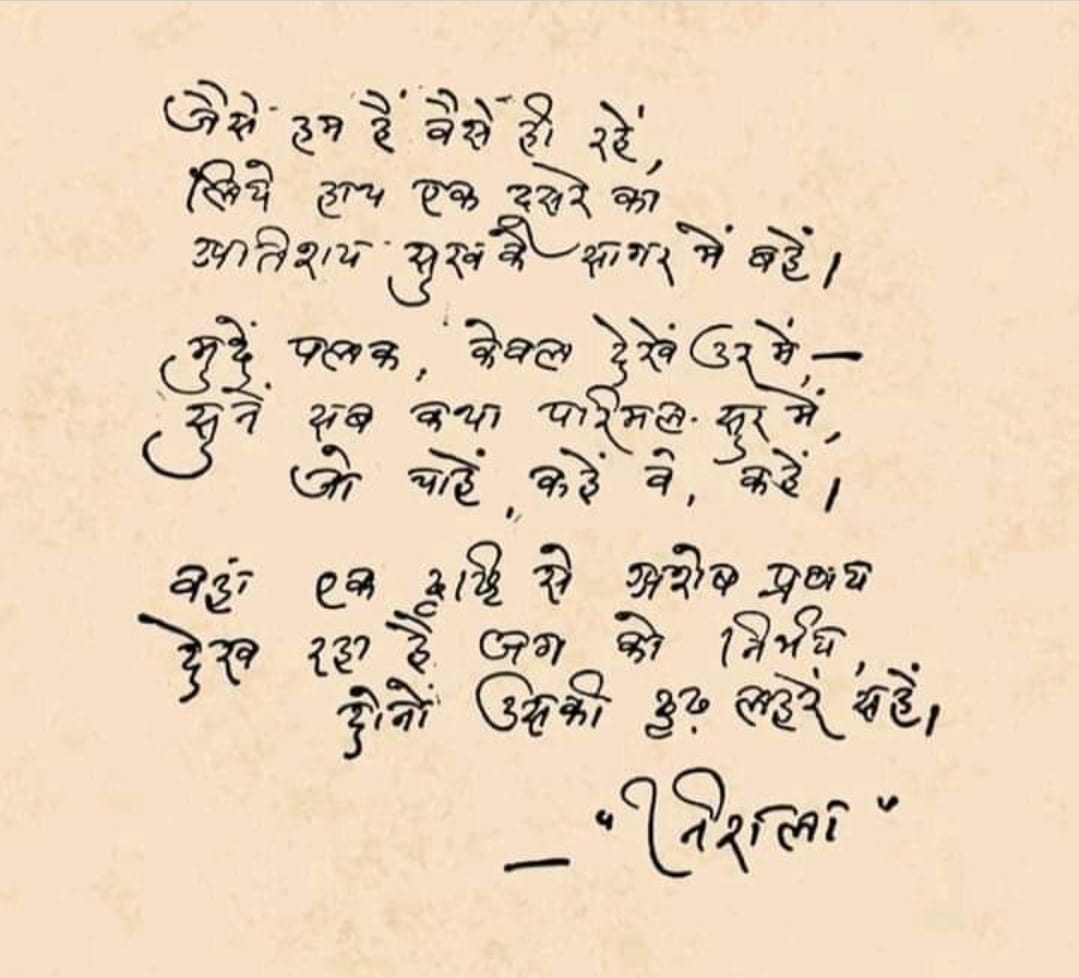 जैसे हम हैं वैसे ही रहें,
लिये हाथ एक दूसरे का
अतिशय सुख के सागर में बहें।
मुदें पलक, केवल देखें उर में,—
सुनें सब कथा परिमल-सुर में,
जो चाहें, कहें वे, कहें।
वहाँ एक दृष्टि से अशेष प्रणय
देख रहा है जग को निर्भय,
दोनों उसकी दृढ़ लहरें सहें।
— "निराला"